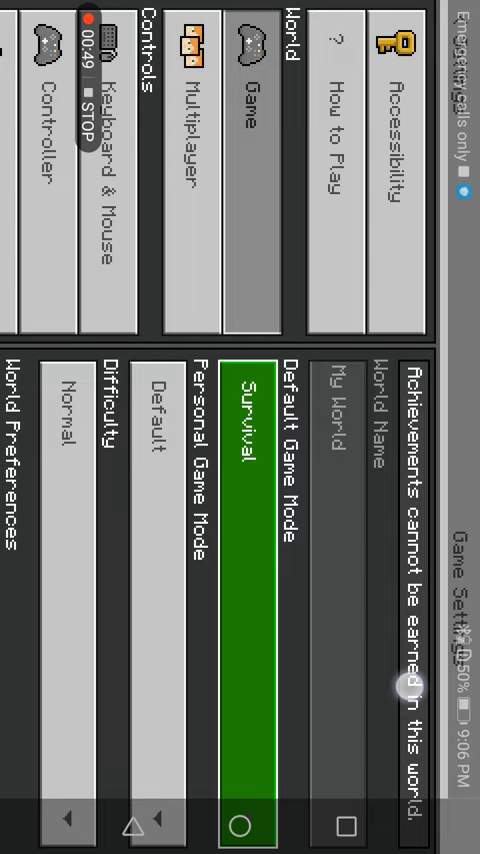 Emergency calls only
50% 9:06 PM
Game Settings
Accessibility
How to Play
World
Game
Multiplayer
Controls
Keyboard & Mouse
Controller
00:49 STOP
Achievements cannot be earned in this world.
World Name
My World
Default Game Mode
Survival
Personal Game Mode
Default
Difficulty
Normal
World Preferences